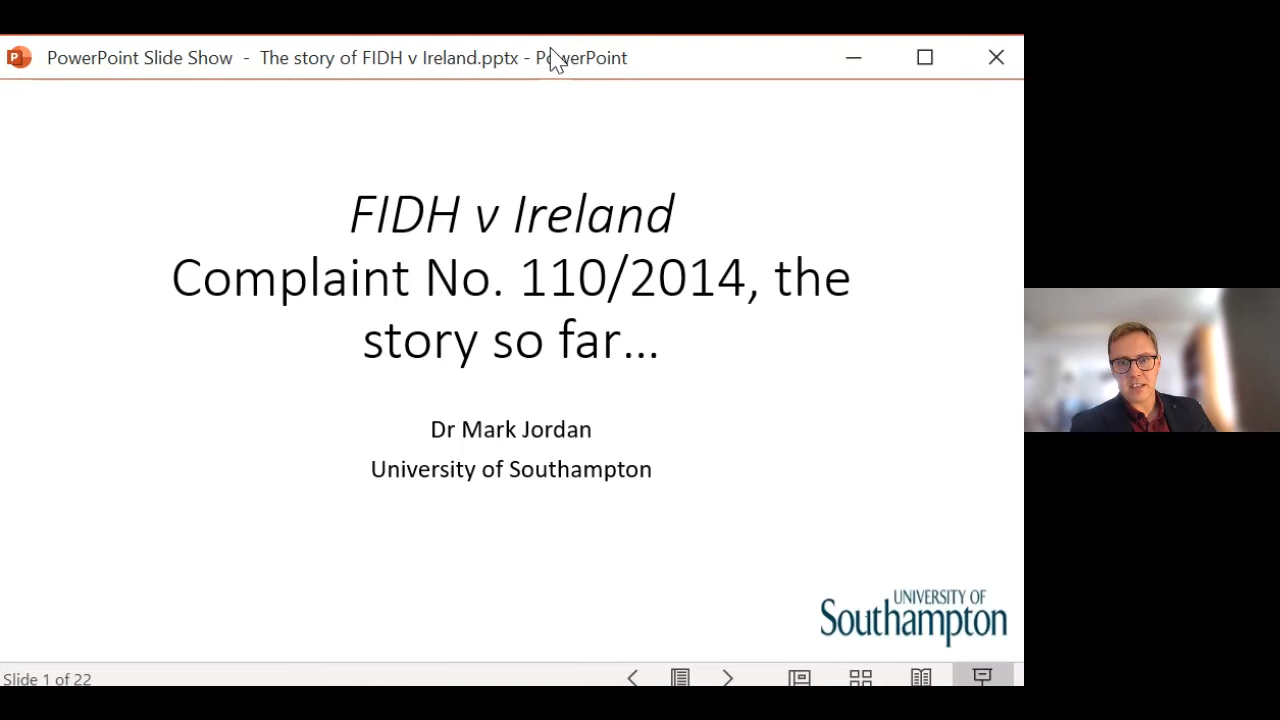 PowerPoint Slide Show - The story of FIDH v Ireland.pptx - PowerPoint
FIDH v Ireland
Complaint No. 110/2014, the
story so far...
Dr Mark Jordan
University of Southampton
UNIVERSITY OF
Southampton
Slide 1 of 22